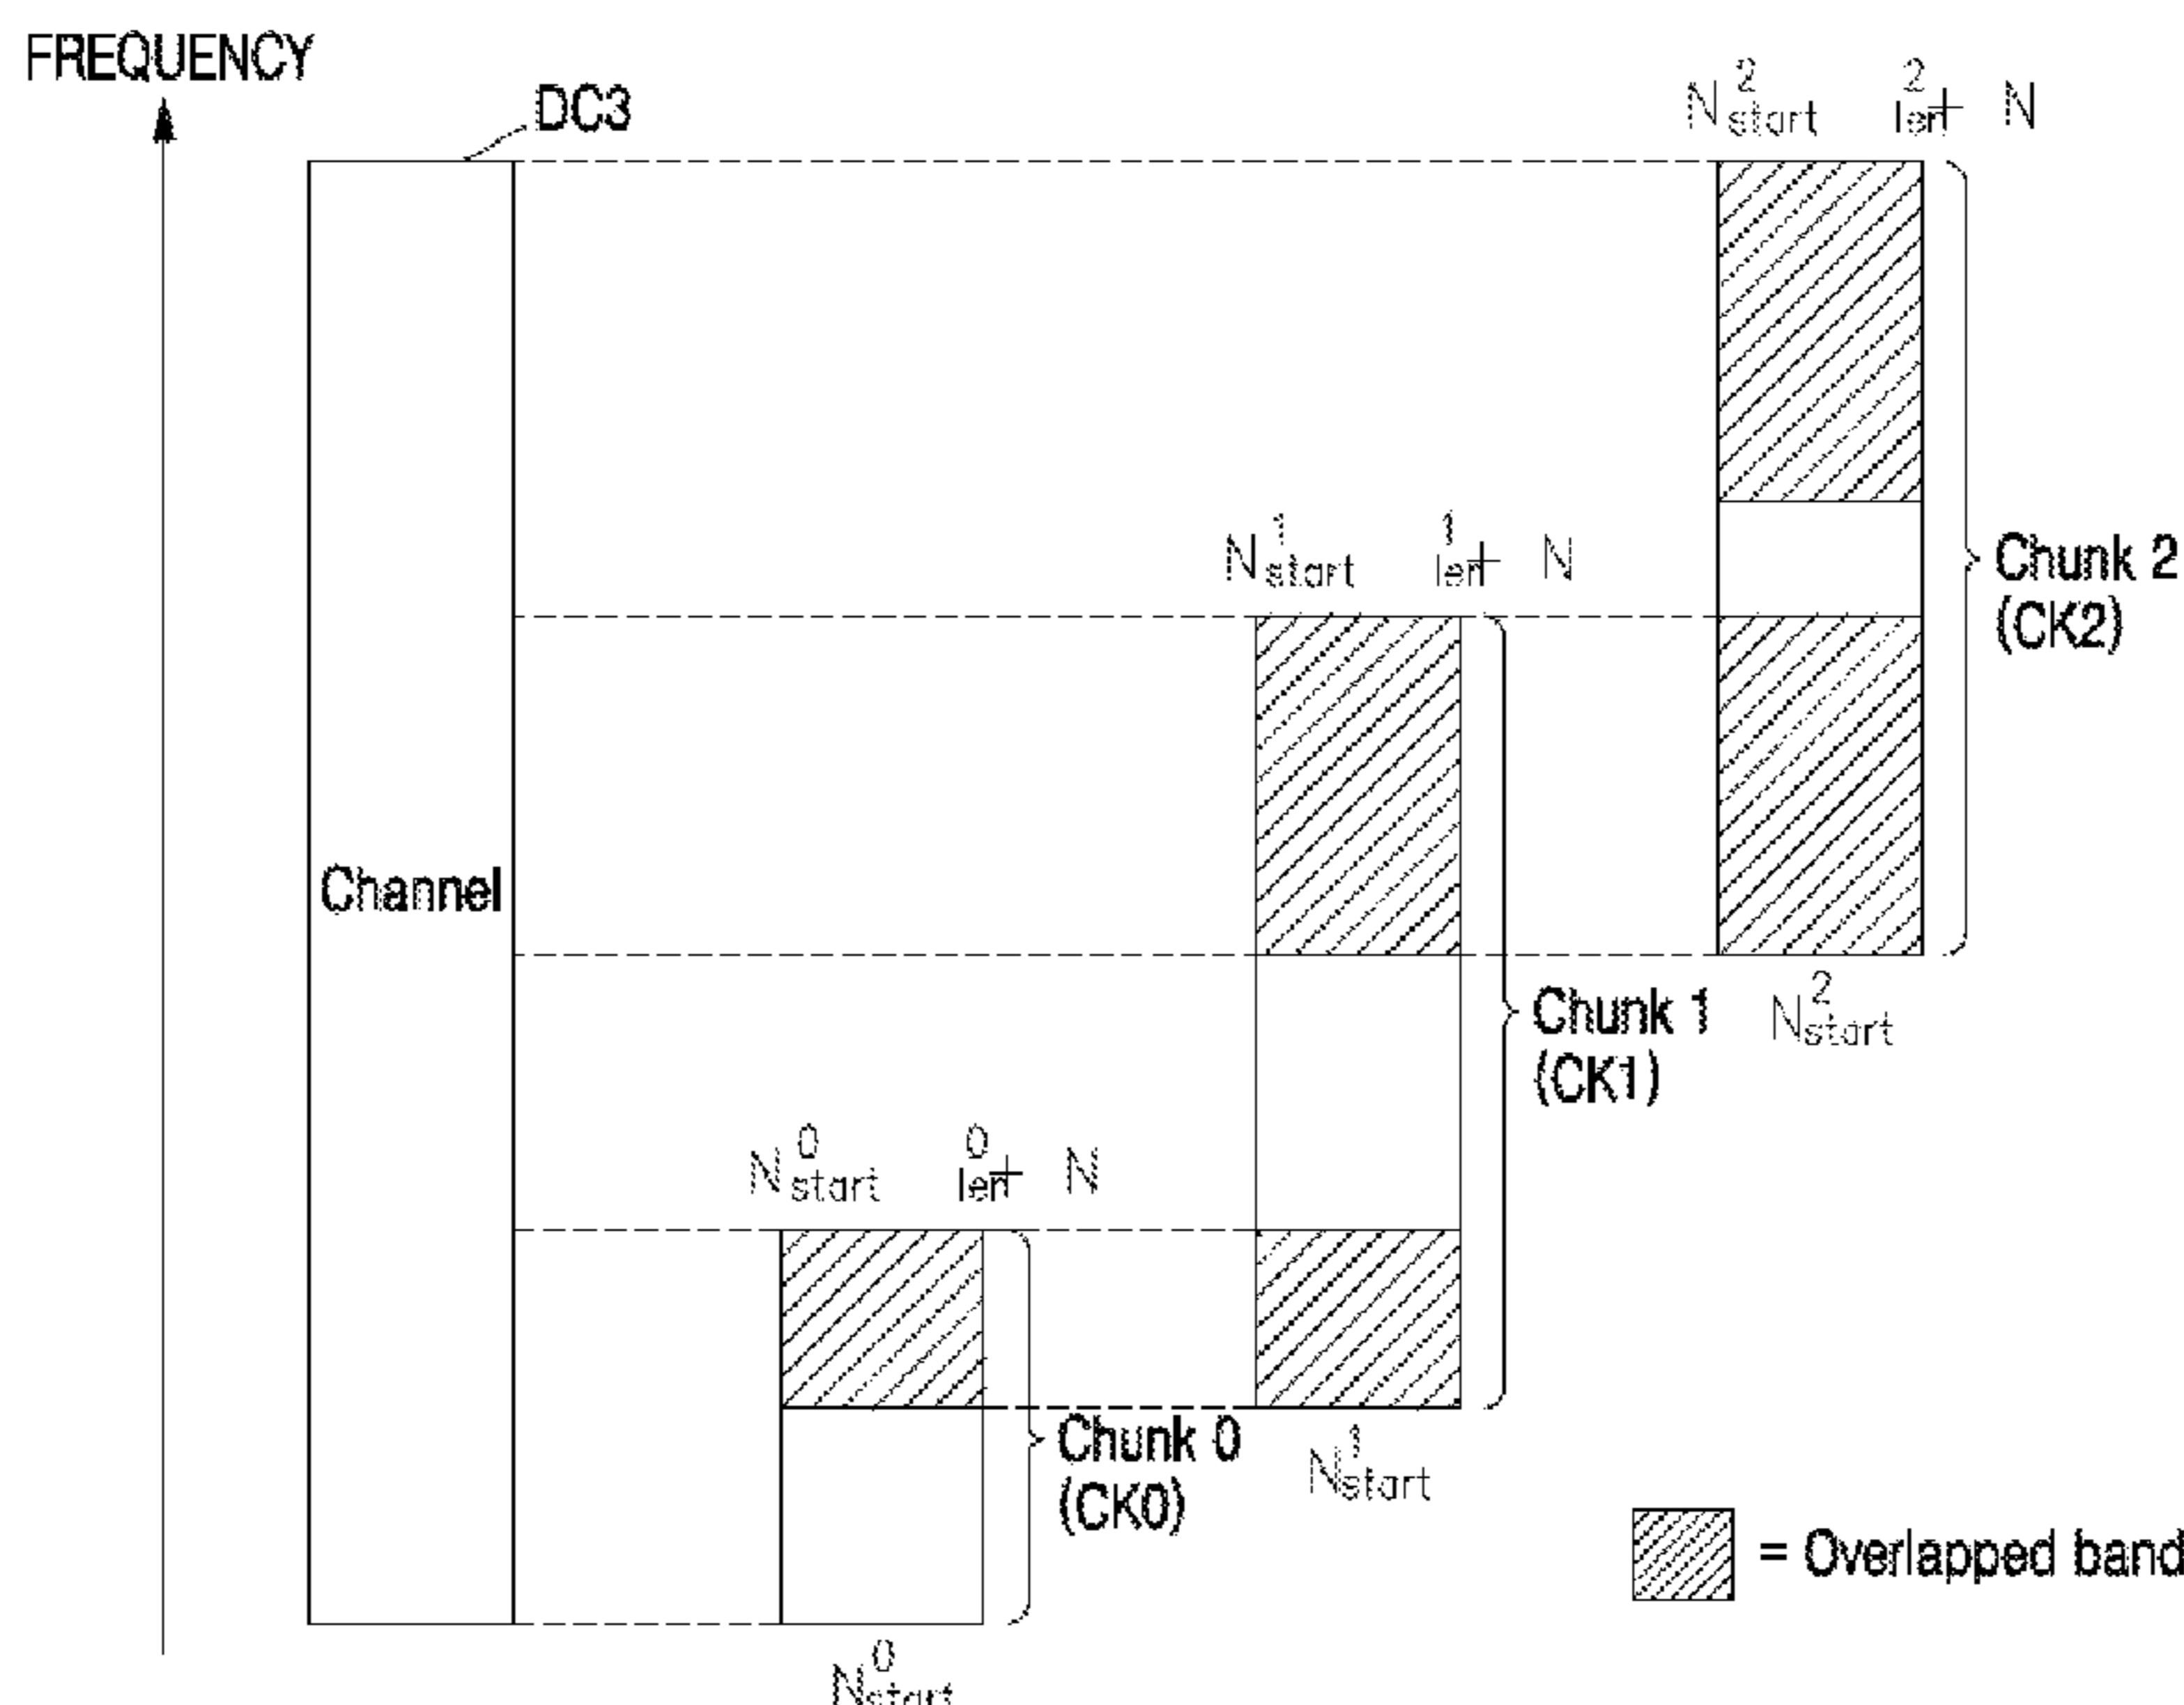 FREQUENCY
DC3
N 2 start 2 len + N
Chunk 2
(CK2)
N 1 start 1 len + N
Channel
N 2 start
Chunk 1
(CK1)
N 0 start 0 len + N
Chunk 0
(CK0)
N 1 start
= Overlapped band
N 0 start